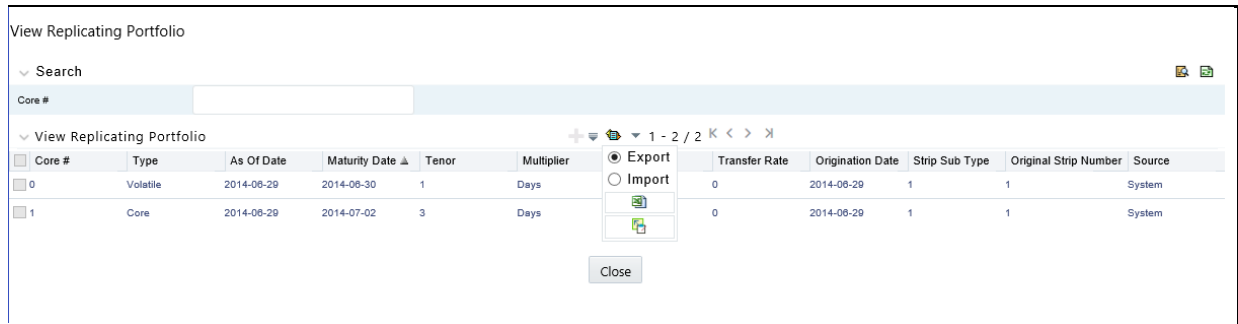 View Replicating Portfolio
Search
Core #
View Replicating Portfolio 1 - 2 / 2
Core # Type As Of Date Maturity Date Tenor Multiplier Transfer Rate Origination Date Strip Sub Type Original Strip Number Source
Export
Import
0 Volatile 2014-06-29 2014-06-30 1 Days 0 2014-06-29 1 1 System
1 Core 2014-06-29 2014-07-02 3 Days 0 2014-06-29 1 1 System
Close